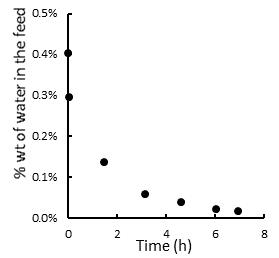 % wt of water in the feed
0.5%
0.4%
0.3%
0.2%
0.1%
0.0%
0 2 4 6 8
Time (h)